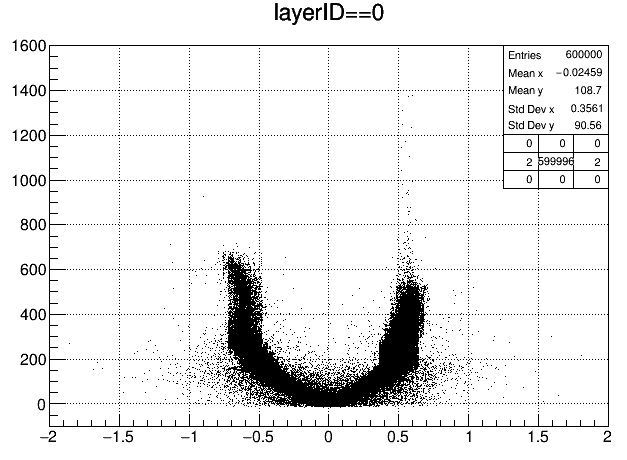 layerID==0
1600
1400
1200
1000
800
600
400
200
0
−2
−1.5
−1
−0.5
0
0.5
1
1.5
2
Entries 600000
Mean x −0.02459
Mean y 108.7
Std Dev x 0.3561
Std Dev y 90.56
0 0 0
2 599996 2
0 0 0